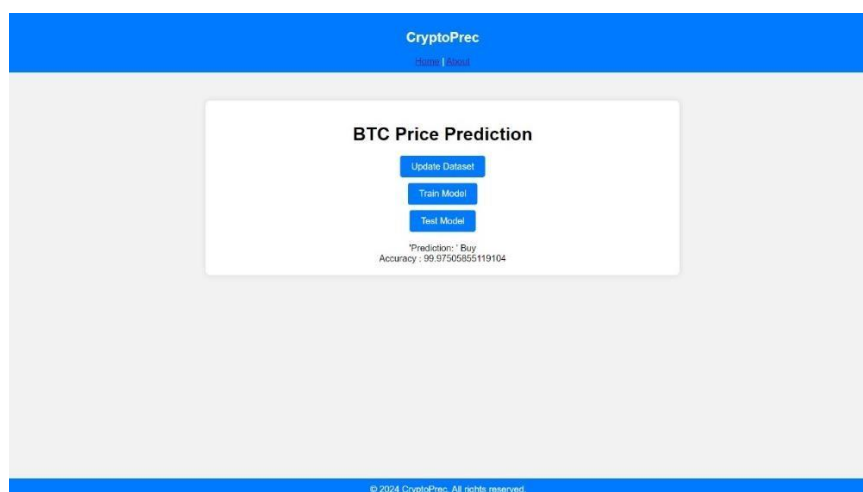 CryptoPrec
Home | About
BTC Price Prediction
Update Dataset
Train Model
Test Model
'Prediction: ' Buy
Accuracy : 99.97505855119104
© 2024 CryptoPrec. All rights reserved.